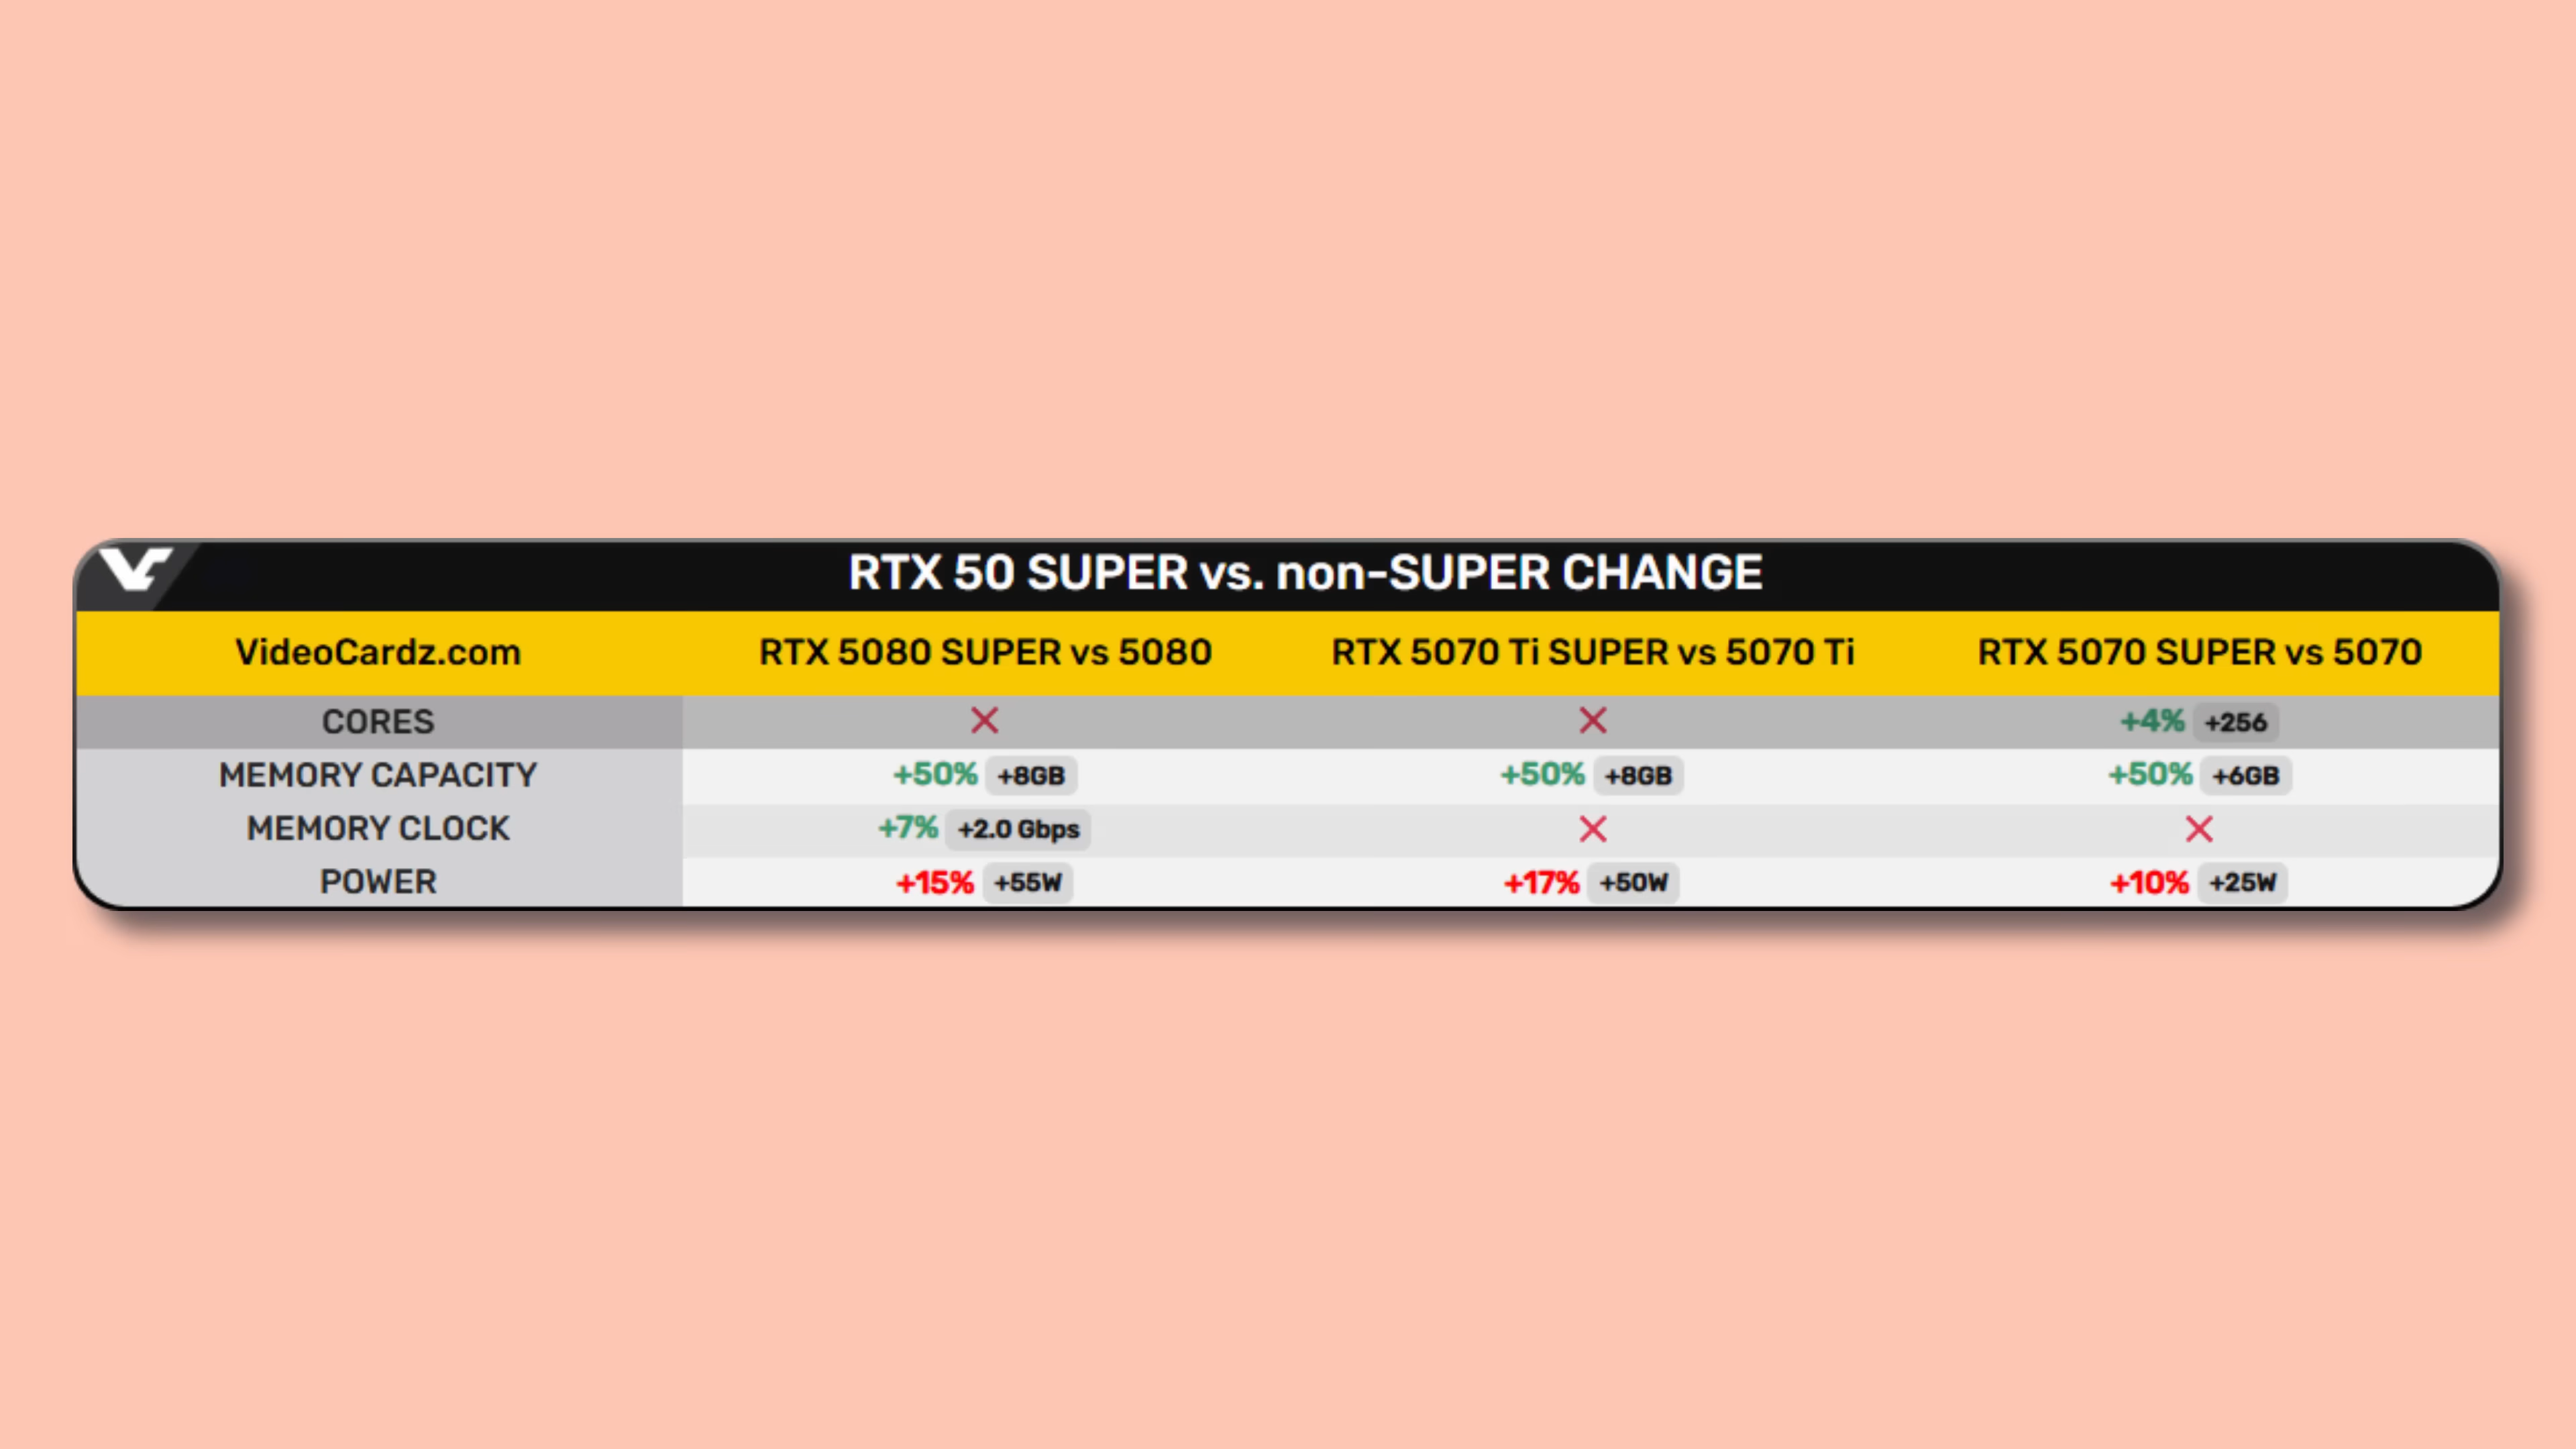 RTX 50 SUPER vs. non-SUPER CHANGE
VideoCardz.com RTX 5080 SUPER vs 5080 RTX 5070 Ti SUPER vs 5070 Ti RTX 5070 SUPER vs 5070
CORES ✕ ✕ +4% +256
MEMORY CAPACITY +50% +8GB +50% +8GB +50% +6GB
MEMORY CLOCK +7% +2.0 Gbps ✕ ✕
POWER +15% +55W +17% +50W +10% +25W